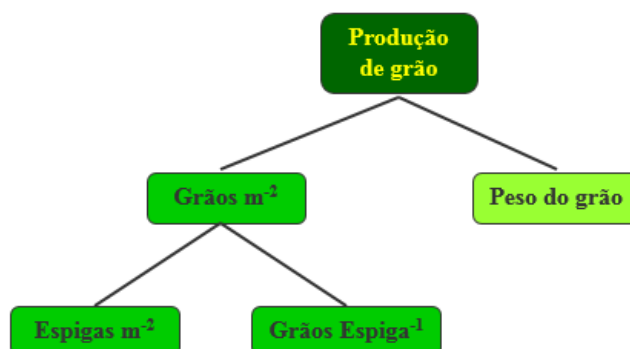 Produção
de grão
Grãos m⁻²
Peso do grão
Espigas m⁻²
Grãos Espiga⁻¹